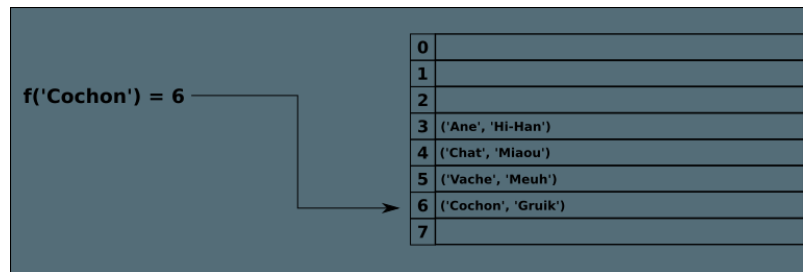 f('Cochon') = 6
0
1
2
3 ('Ane', 'Hi-Han')
4 ('Chat', 'Miaou')
5 ('Vache', 'Meuh')
6 ('Cochon', 'Gruik')
7